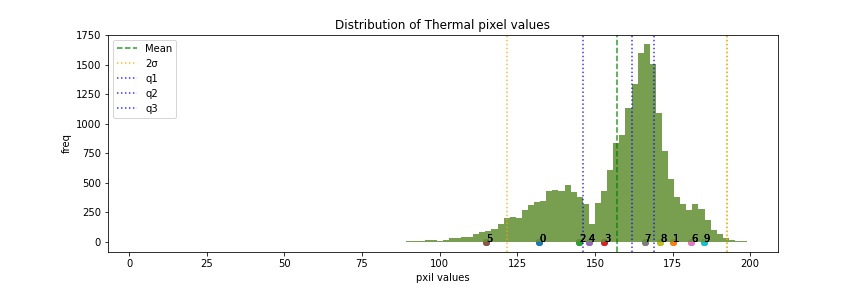 Distribution of Thermal pixel values
1750
1500
1250
1000
750
500
250
0
freq
Mean
2σ
q1
q2
q3
5 0 2 4 3 7 8 1 6 9
0 25 50 75 100 125 150 175 200
pxil values